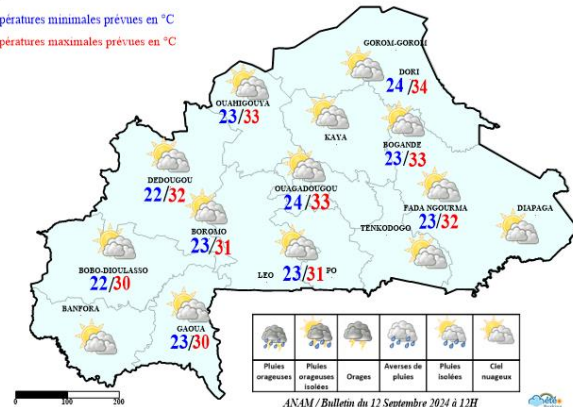 pératures minimales prévues en °C
pératures maximales prévues en °C
GOROM-GOROM
DORI
24/34
OUAHIGOUYA
23/33
KAYA
BOGANDE
23/33
DEDOUGOU
22/32
OUAGADOUGOU
24/33
FADA NGOURMA
23/32
DIAPAGA
BOROMO
23/31
TENKODOGO
BOBO-DIOULASSO
22/30
LEO 23/31 PO
BANFORA
GAOUA
23/30
Pluies orageuses
Pluies orageuses isolées
Orages
Averses de pluies
Pluies isolées
Ciel nuageux
100 200
ANAM / Bulletin du 12 Septembre 2024 à 12H